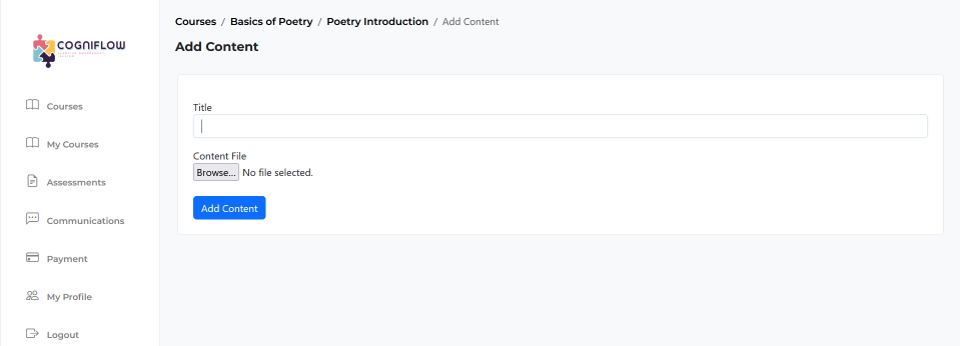 Courses / Basics of Poetry / Poetry Introduction / Add Content
Add Content
COGNIFLOW
Courses
My Courses
Assessments
Communications
Payment
My Profile
Logout
Title
Content File
Browse... No file selected.
Add Content